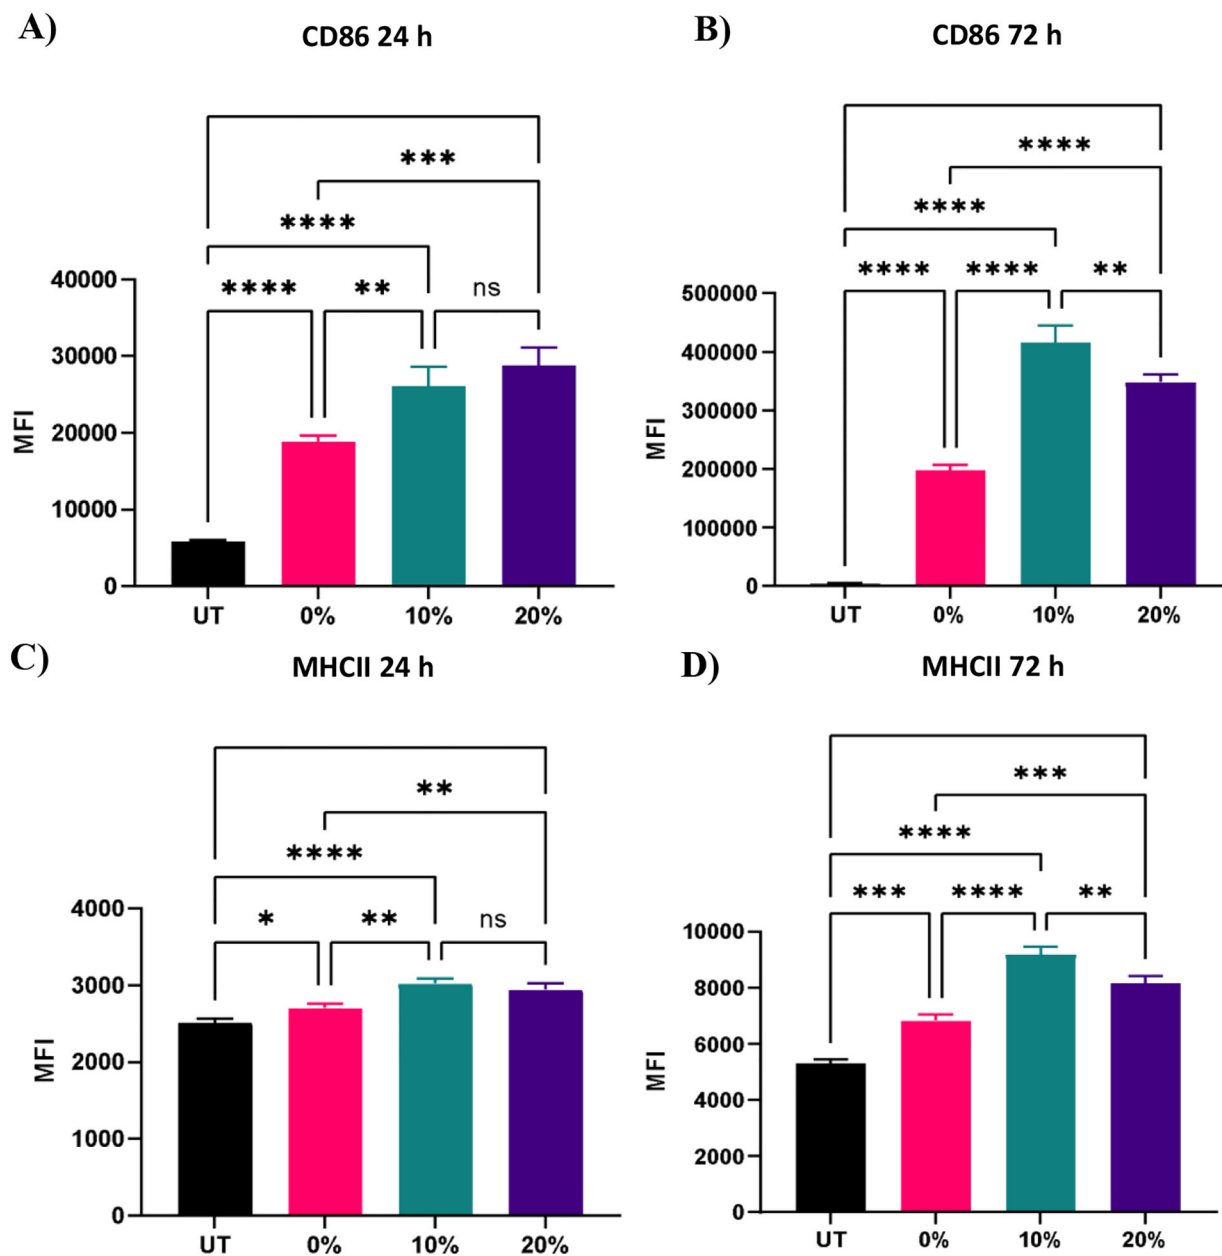 A)
CD86 24 h
***
****
**** ** ns
MFI
40000
30000
20000
10000
0
UT 0% 10% 20%
B)
CD86 72 h
****
****
**** **** **
MFI
500000
400000
300000
200000
100000
0
UT 0% 10% 20%
C)
MHCII 24 h
**
****
* ** ns
MFI
4000
3000
2000
1000
0
UT 0% 10% 20%
D)
MHCII 72 h
***
****
*** **** **
MFI
10000
8000
6000
4000
2000
0
UT 0% 10% 20%